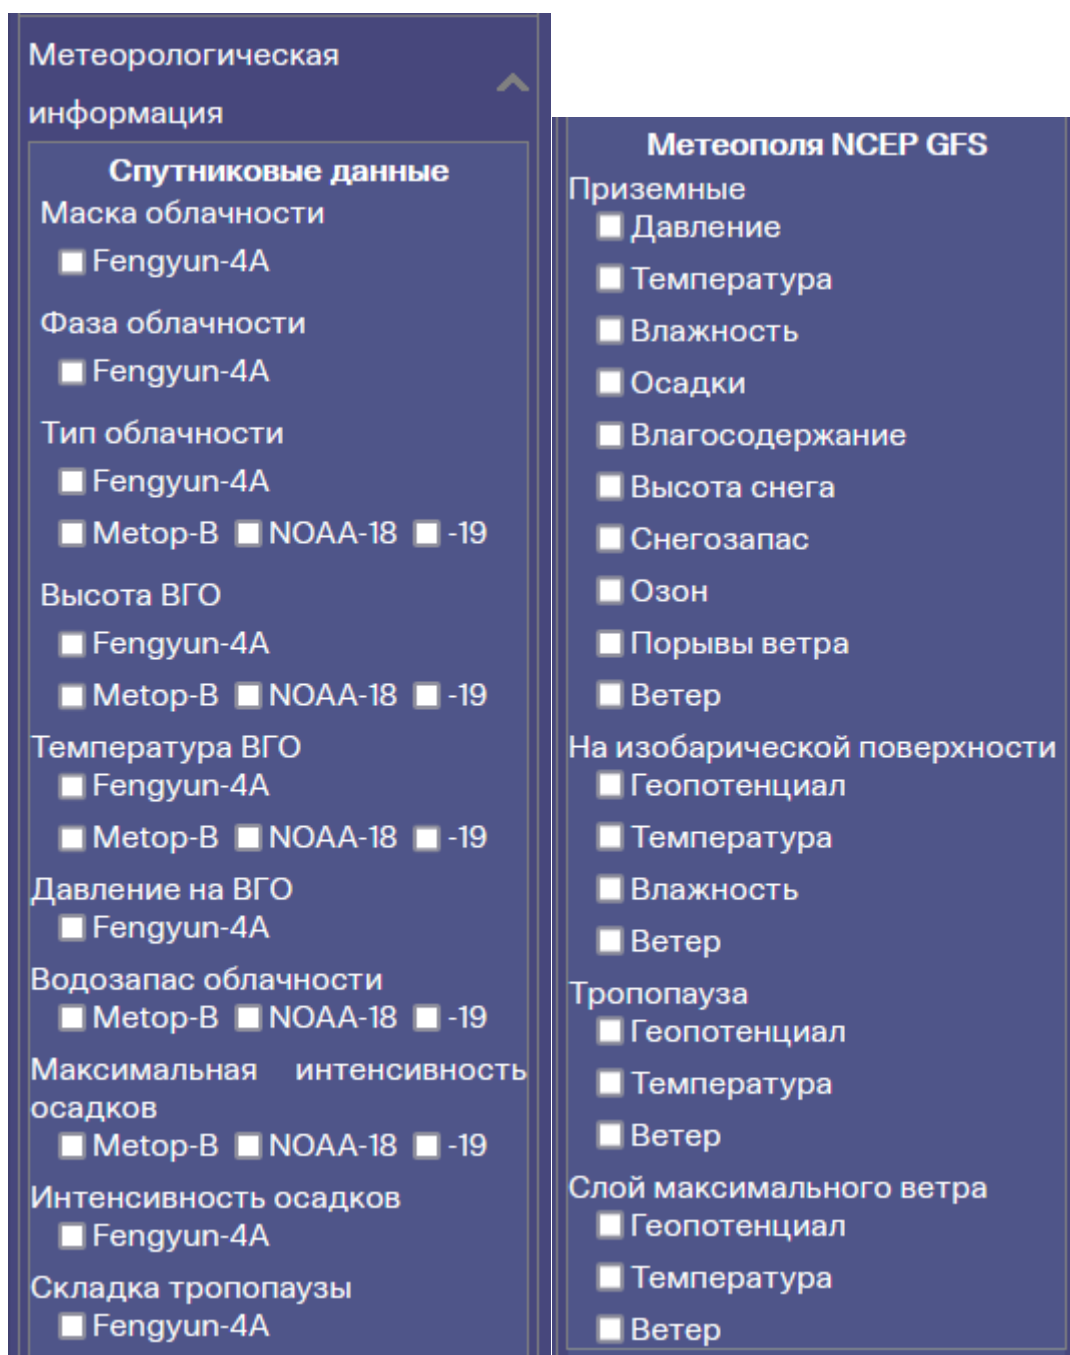 Метеорологическая
информация
Спутниковые данные
Маска облачности
Fengyun-4A
Фаза облачности
Fengyun-4A
Тип облачности
Fengyun-4A
Metop-B NOAA-18 -19
Высота ВГО
Fengyun-4A
Metop-B NOAA-18 -19
Температура ВГО
Fengyun-4A
Metop-B NOAA-18 -19
Давление на ВГО
Fengyun-4A
Водозапас облачности
Metop-B NOAA-18 -19
Максимальная интенсивность
осадков
Metop-B NOAA-18 -19
Интенсивность осадков
Fengyun-4A
Складка тропопаузы
Fengyun-4A
Метеополя NCEP GFS
Приземные
Давление
Температура
Влажность
Осадки
Влагосодержание
Высота снега
Снегозапас
Озон
Порывы ветра
Ветер
На изобарической поверхности
Геопотенциал
Температура
Влажность
Ветер
Тропопауза
Геопотенциал
Температура
Ветер
Слой максимального ветра
Геопотенциал
Температура
Ветер